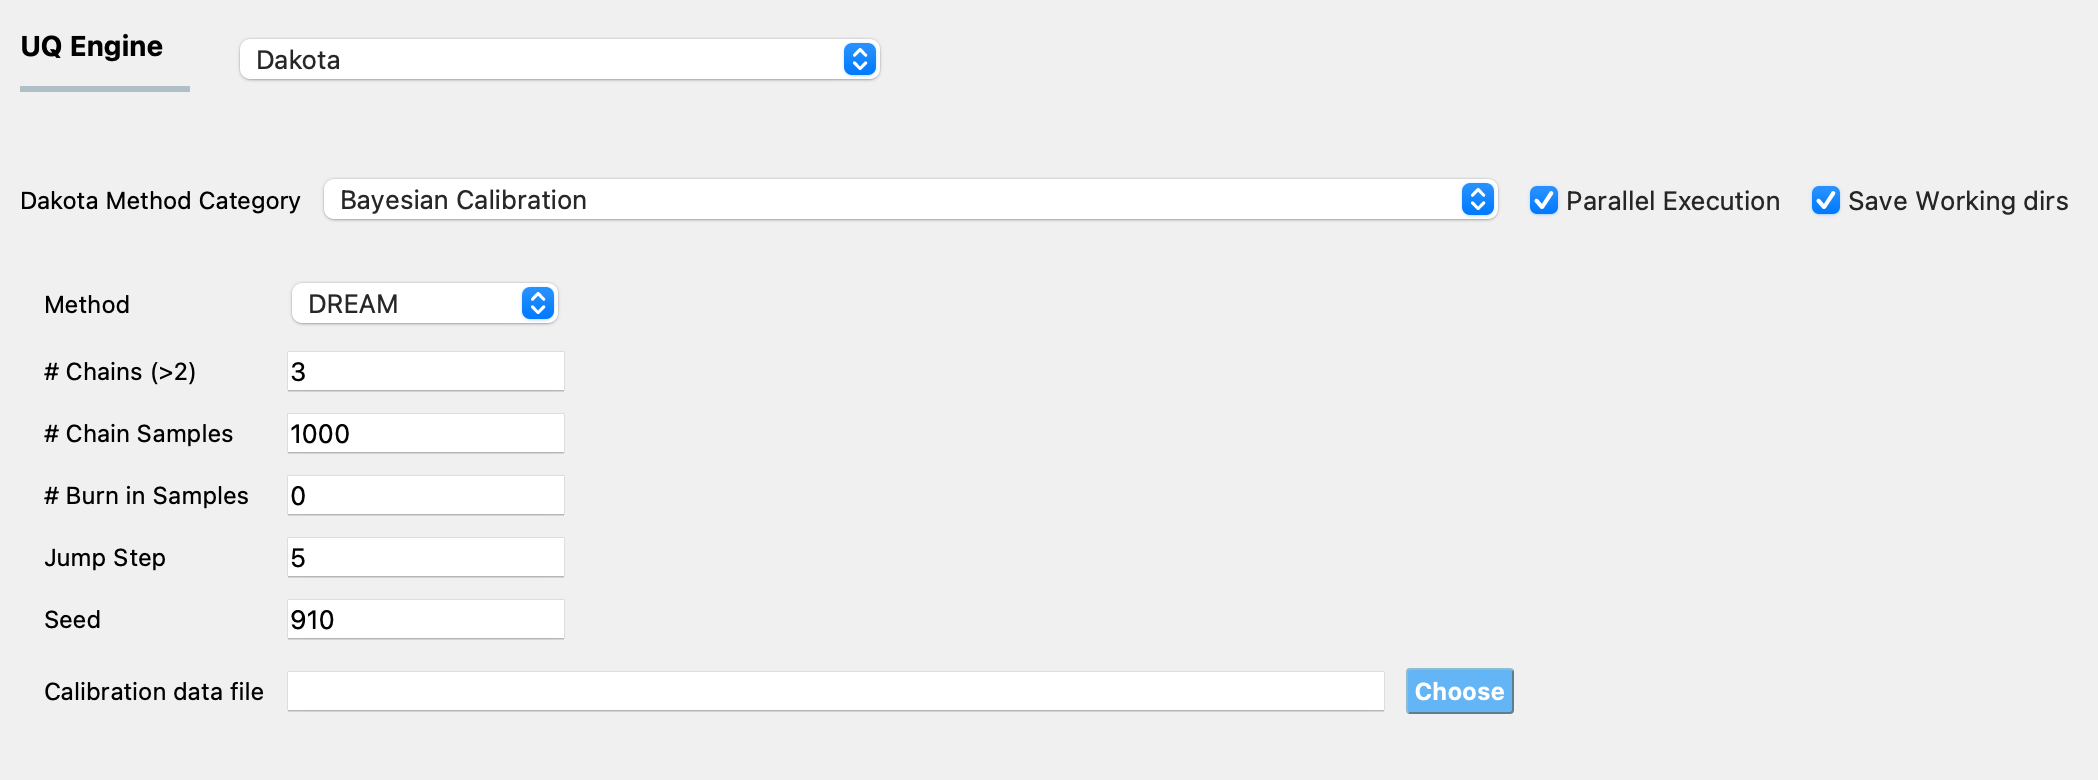 UQ Engine Dakota
Dakota Method Category Bayesian Calibration Parallel Execution Save Working dirs
Method DREAM
# Chains (>2) 3
# Chain Samples 1000
# Burn in Samples 0
Jump Step 5
Seed 910
Calibration data file Choose